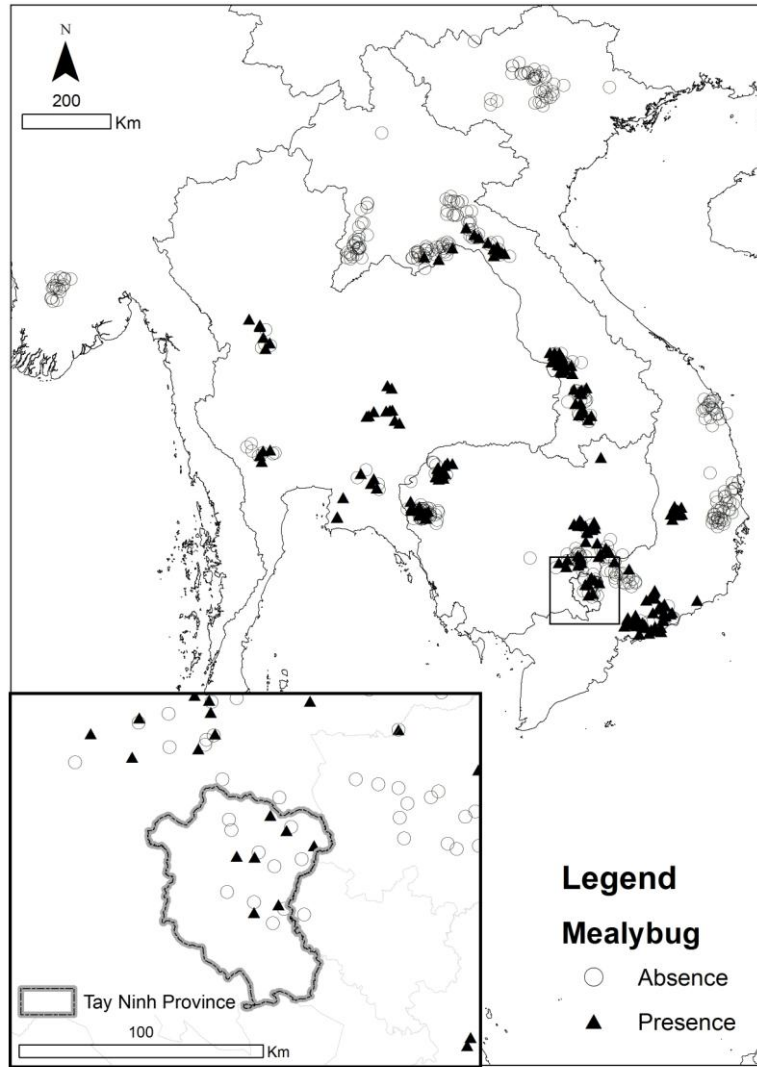 N
200
Km
Legend
Mealybug
Absence
Presence
Tay Ninh Province
100
Km